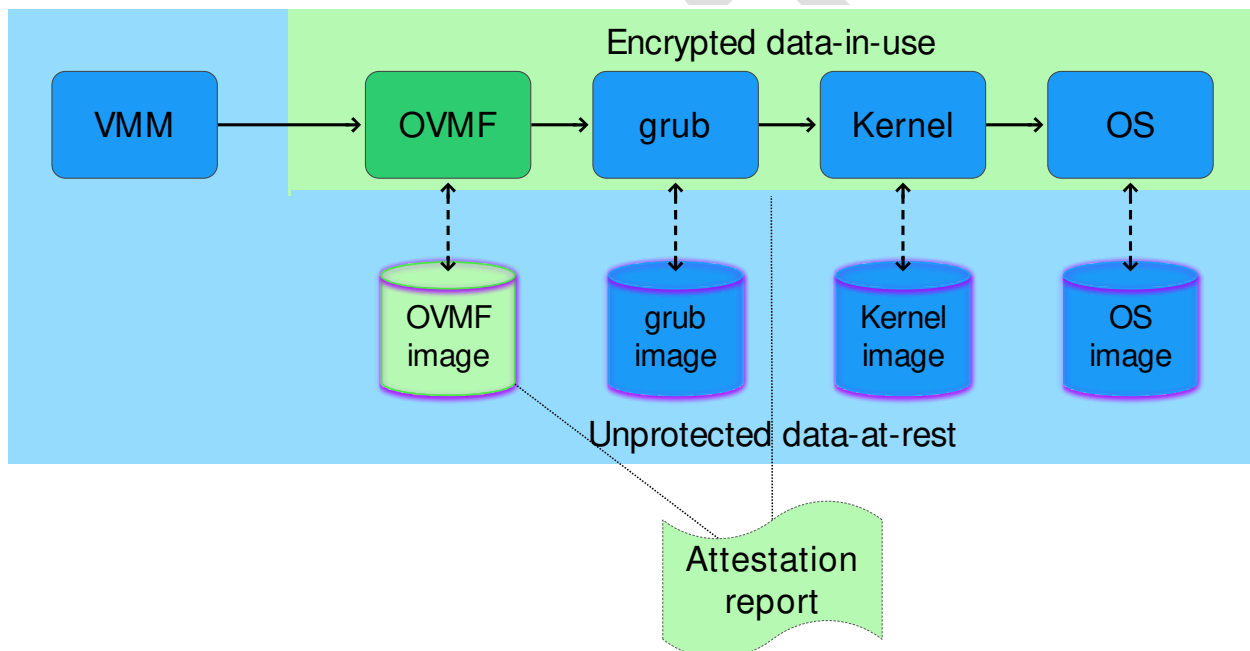 Encrypted data-in-use
VMM
OVMF
grub
Kernel
OS
OVMF
image
grub
image
Kernel
image
OS
image
Unprotected data-at-rest
Attestation
report